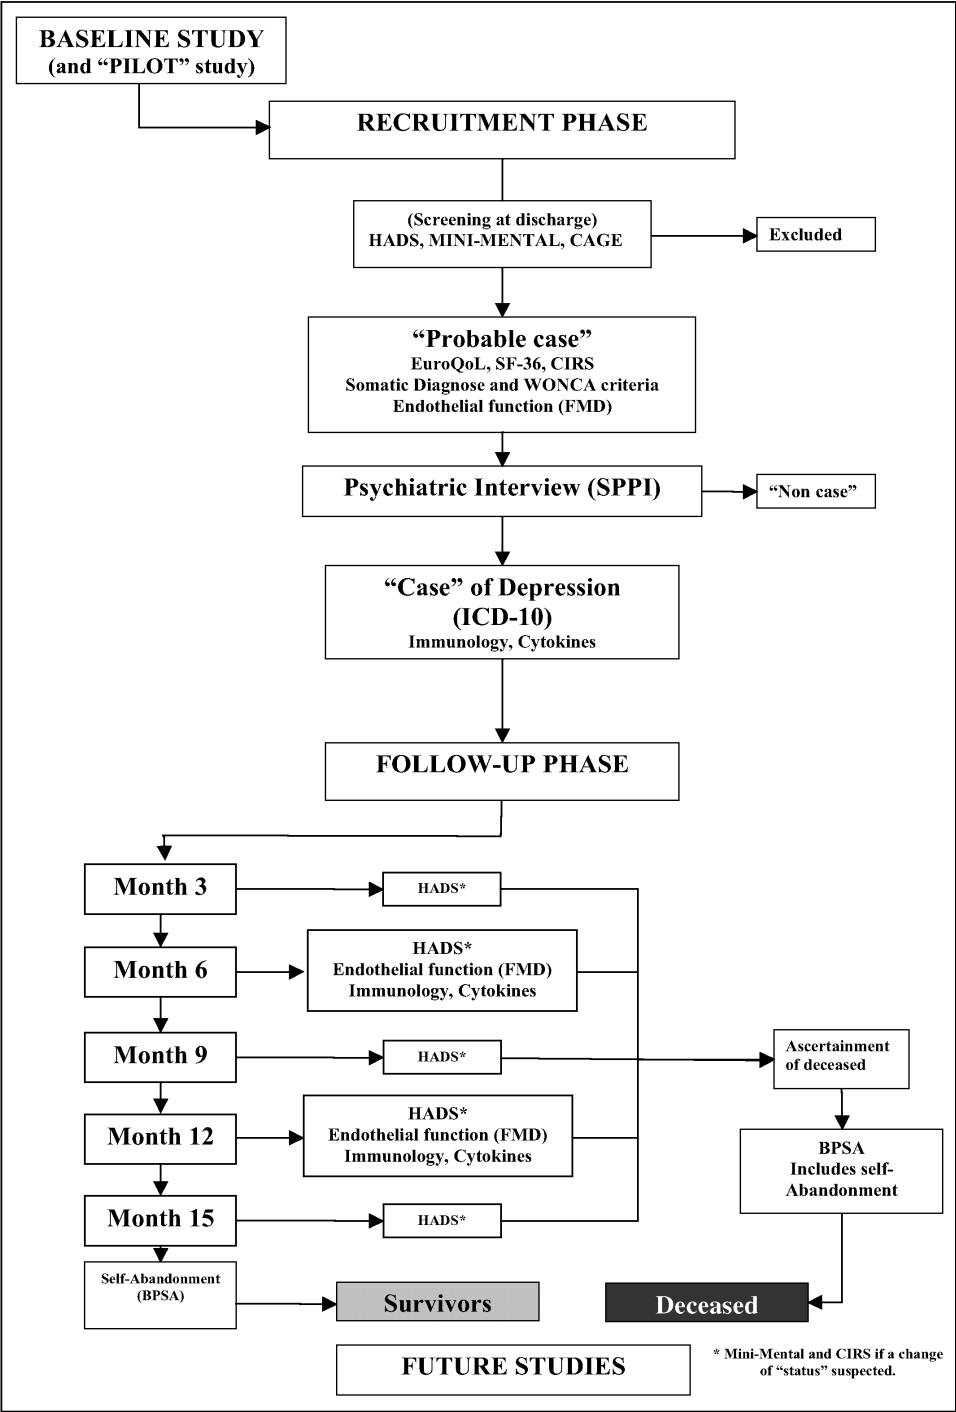 BASELINE STUDY
(and “PILOT” study)
RECRUITMENT PHASE
(Screening at discharge)
HADS, MINI-MENTAL, CAGE
Excluded
“Probable case”
EuroQoL, SF-36, CIRS
Somatic Diagnose and WONCA criteria
Endothelial function (FMD)
Psychiatric Interview (SPPI)
“Non case”
“Case” of Depression
(ICD-10)
Immunology, Cytokines
FOLLOW-UP PHASE
Month 3
HADS*
Month 6
HADS*
Endothelial function (FMD)
Immunology, Cytokines
Month 9
HADS*
Ascertainment
of deceased
Month 12
HADS*
Endothelial function (FMD)
Immunology, Cytokines
BPSA
Includes self-
Abandonment
Month 15
HADS*
Self-Abandonment
(BPSA)
Survivors
Deceased
FUTURE STUDIES
* Mini-Mental and CIRS if a change
of “status” suspected.